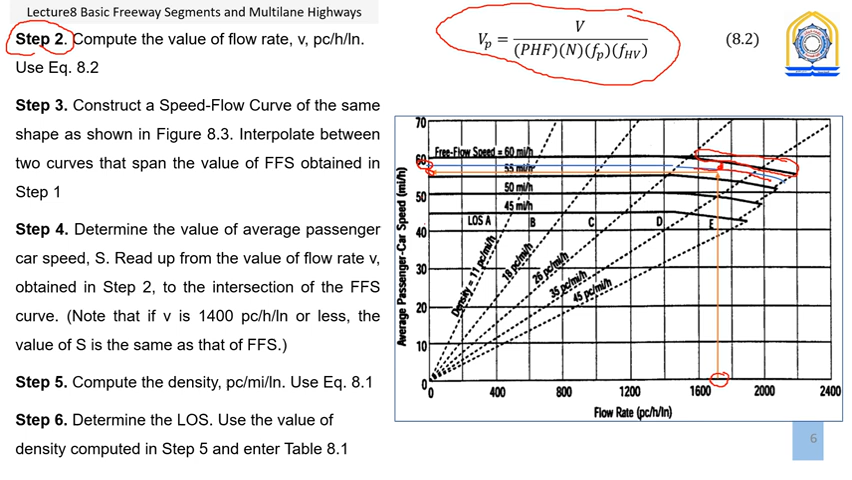 Lecture8 Basic Freeway Segments and Multilane Highways
Step 2. Compute the value of flow rate, v, pc/h/ln.
Use Eq. 8.2
Step 3. Construct a Speed-Flow Curve of the same
shape as shown in Figure 8.3. Interpolate between
two curves that span the value of FFS obtained in
Step 1
Step 4. Determine the value of average passenger
car speed, S. Read up from the value of flow rate v,
obtained in Step 2, to the intersection of the FFS
curve. (Note that if v is 1400 pc/h/ln or less, the
value of S is the same as that of FFS.)
Step 5. Compute the density, pc/mi/ln. Use Eq. 8.1
Step 6. Determine the LOS. Use the value of
density computed in Step 5 and enter Table 8.1
V
Vp =
(PHF)(N)(fp)(fHV)
(8.2)
70
60
50
40
30
20
10
0
Average Passenger-Car Speed (mi/h)
Free-Flow Speed = 60 mi/h
55 mi/h
50 mi/h
45 mi/h
LOS A
B
C
D
E
Density = 11 pc/mi/h
18 pc/mi/h
26 pc/mi/h
35 pc/mi/h
45 pc/mi/h
0 400 800 1200 1600 2000 2400
Flow Rate (pc/h/ln)
6